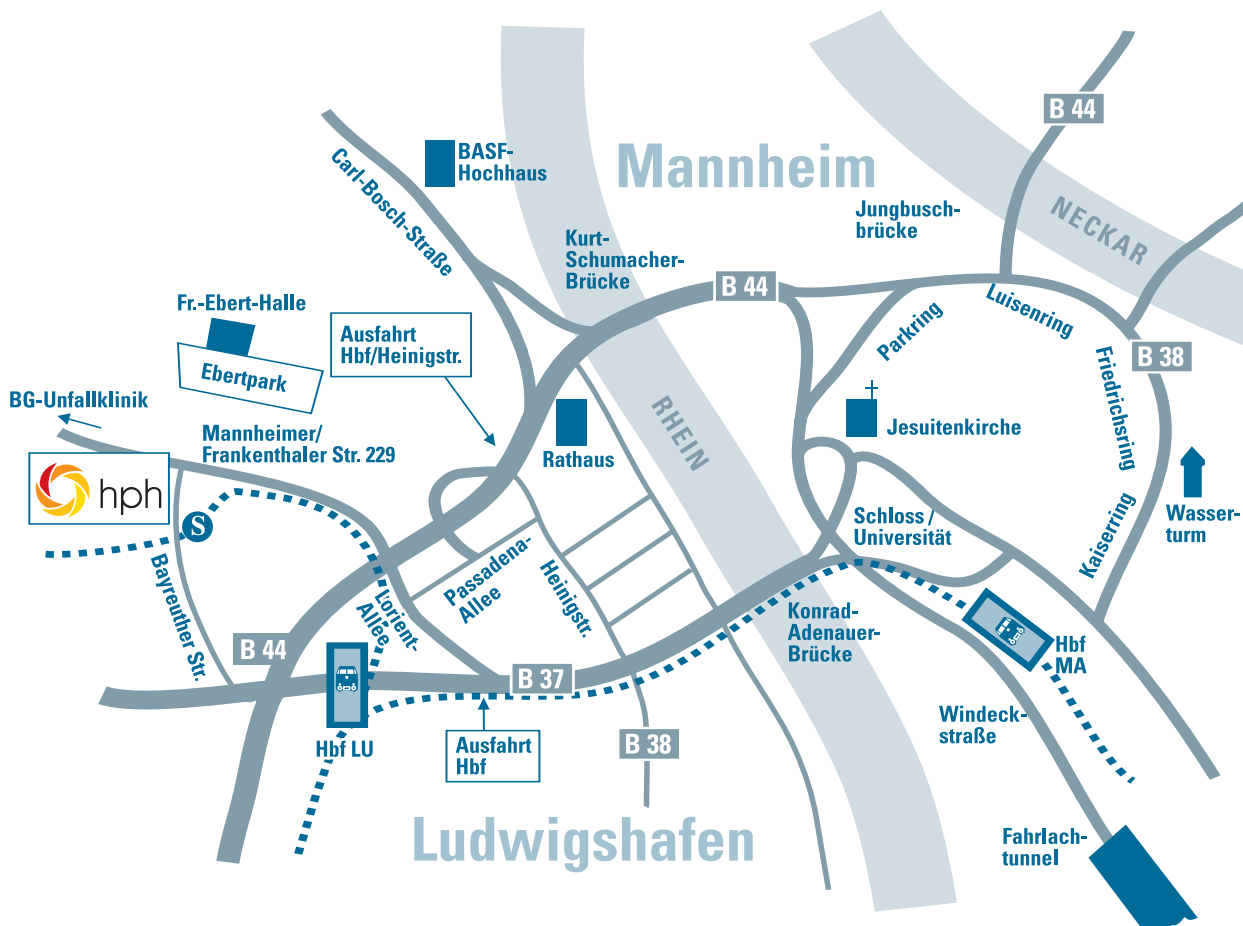 B 44
BASF-
Hochhaus
Mannheim
Carl-Bosch-Straße
Jungbusch-
brücke
NECKAR
Kurt-
Schumacher-
Brücke
B 44
Luisenring
Fr.-Ebert-Halle
Ausfahrt
Hbf/Heinigstr.
Parkring
B 38
Ebertpark
Friedrichsring
BG-Unfallklinik
RHEIN
Mannheimer/
Frankenthaler Str. 229
Jesuitenkirche
Rathaus
hph
S
Schloss/
Universität
Kaiserring
Wasser-
turm
Bayreuther Str.
Passadena-
Allee
Heinigstr.
Lorient-
Allee
Konrad-
Adenauer-
Brücke
Hbf
MA
B 44
B 37
Hbf LU
Ausfahrt
Hbf
B 38
Windeck-
straße
Ludwigshafen
Fahrlach-
tunnel